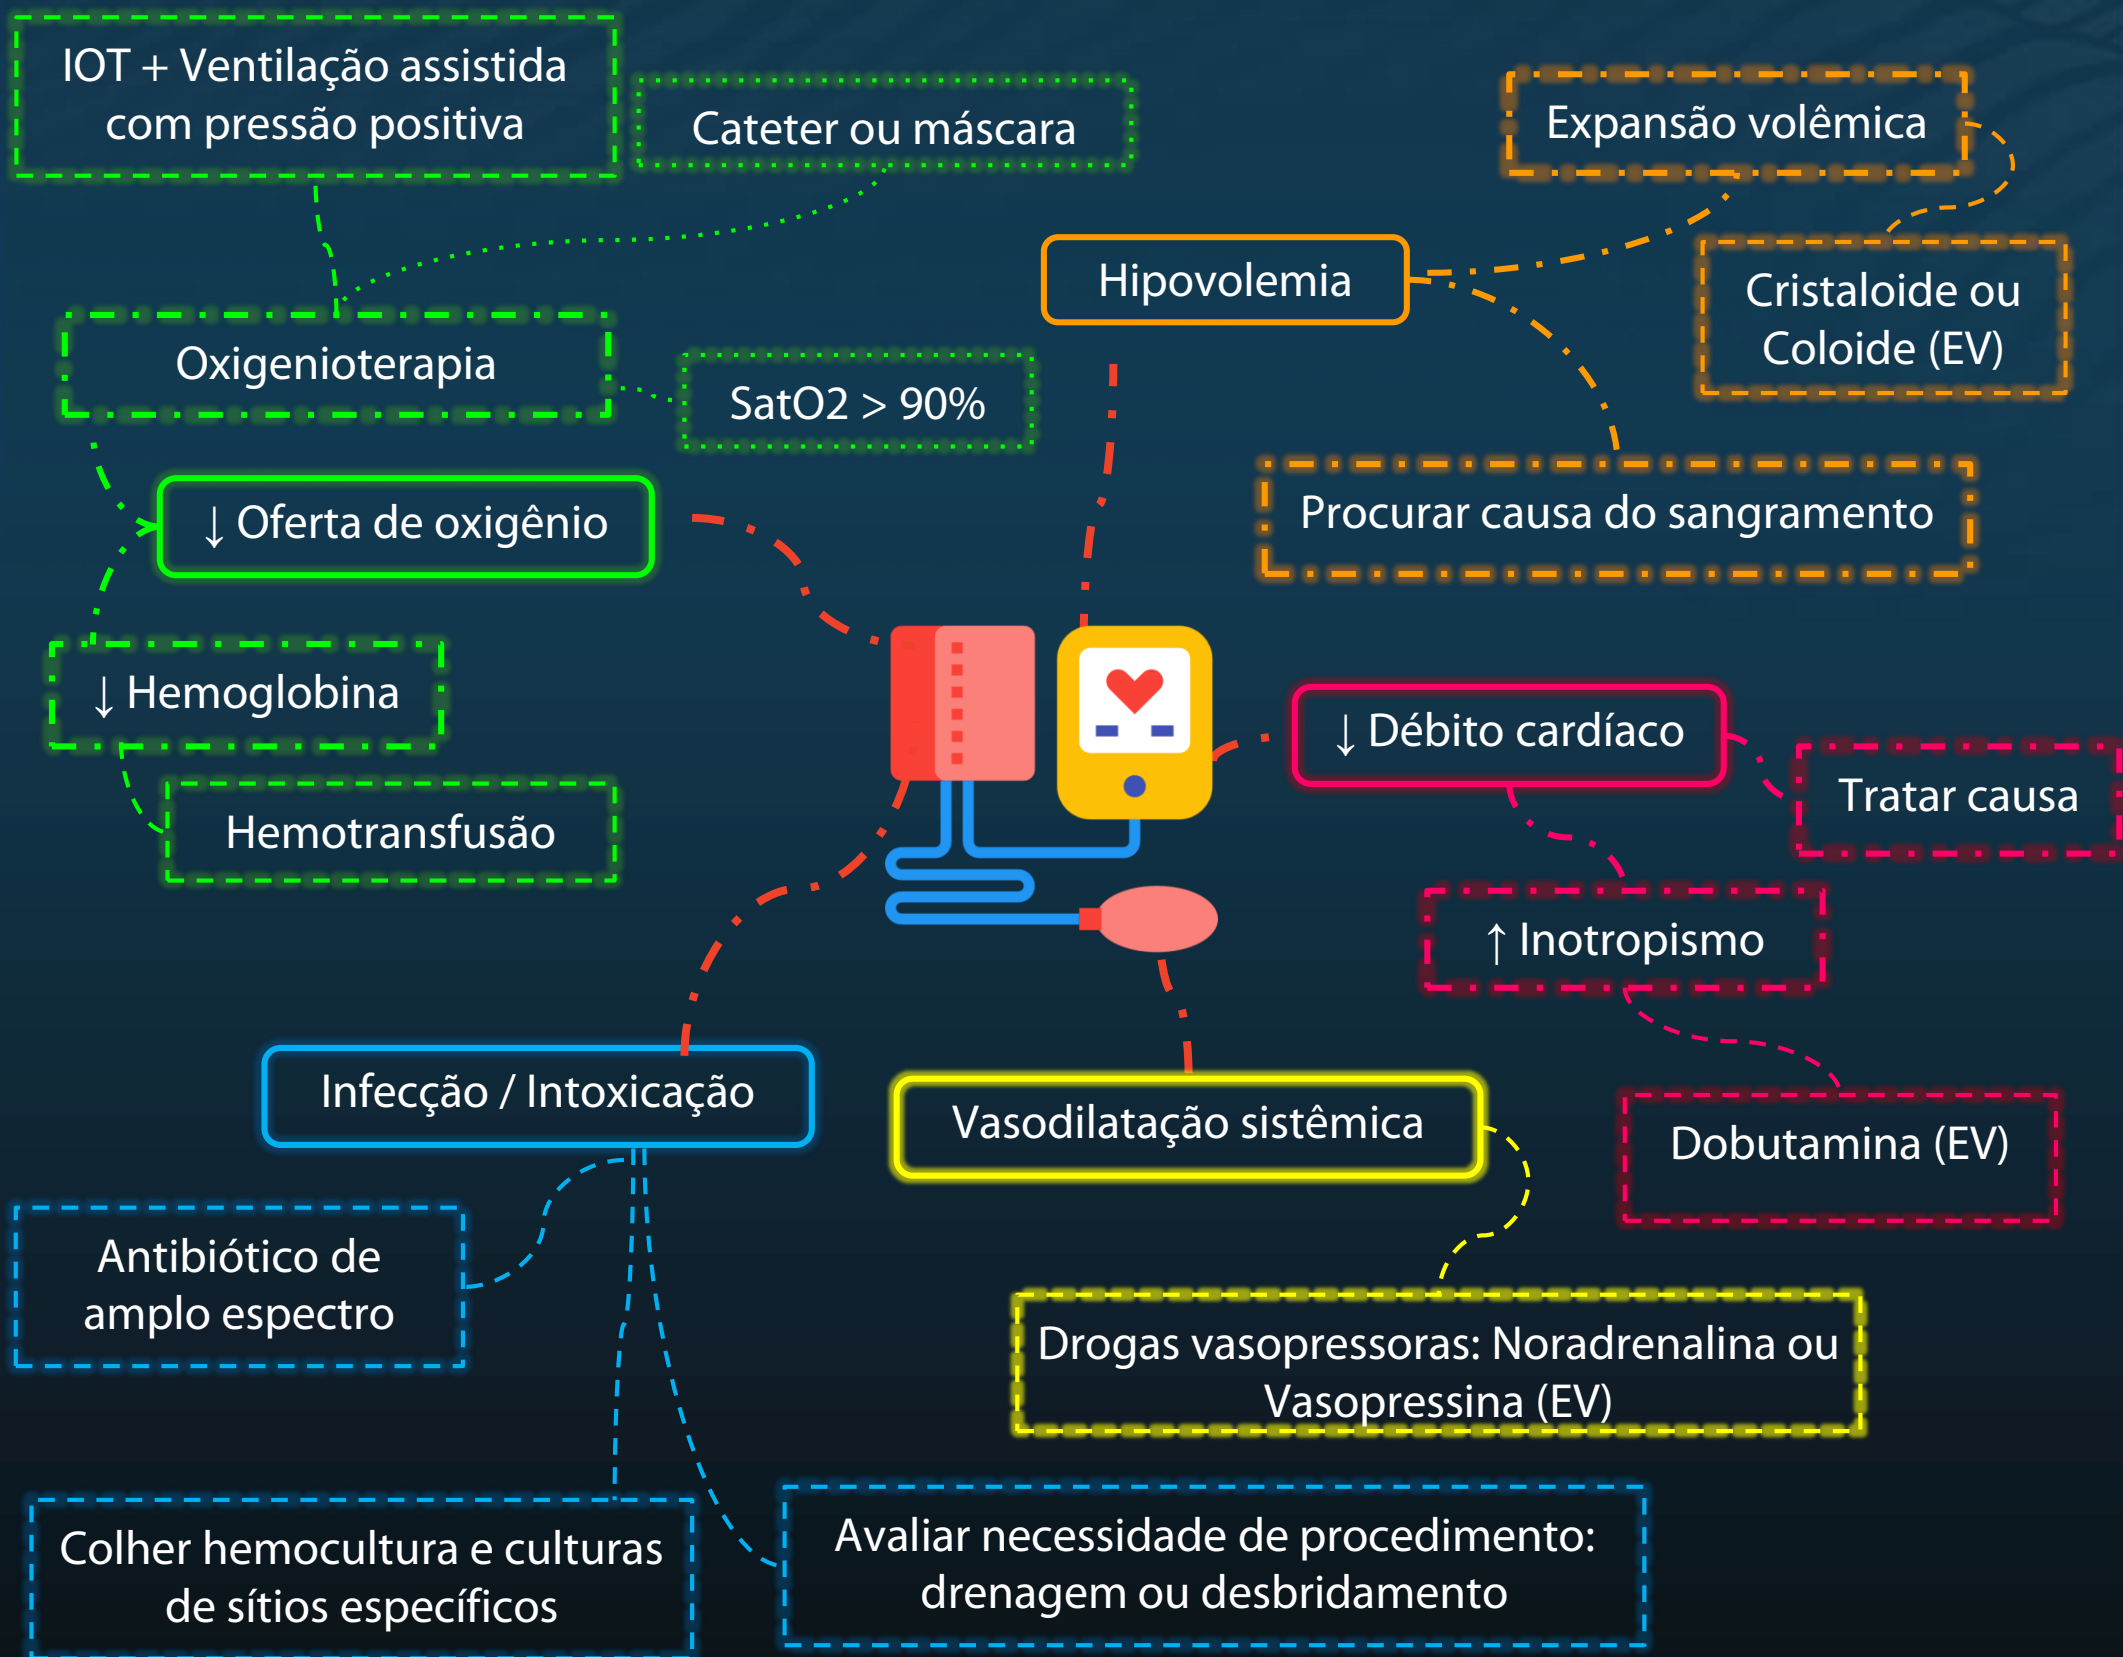 IOT + Ventilação assistida
com pressão positiva
Cateter ou máscara
Expansão volêmica
Hipovolemia
Cristaloide ou
Coloide (EV)
Oxigenioterapia
SatO2 > 90%
Procurar causa do sangramento
↓ Oferta de oxigênio
↓ Hemoglobina
↓ Débito cardíaco
Tratar causa
Hemotransfusão
↑ Inotropismo
Infecção / Intoxicação
Vasodilatação sistêmica
Dobutamina (EV)
Antibiótico de
amplo espectro
Drogas vasopressoras: Noradrenalina ou
Vasopressina (EV)
Colher hemocultura e culturas
de sítios específicos
Avaliar necessidade de procedimento:
drenagem ou desbridamento